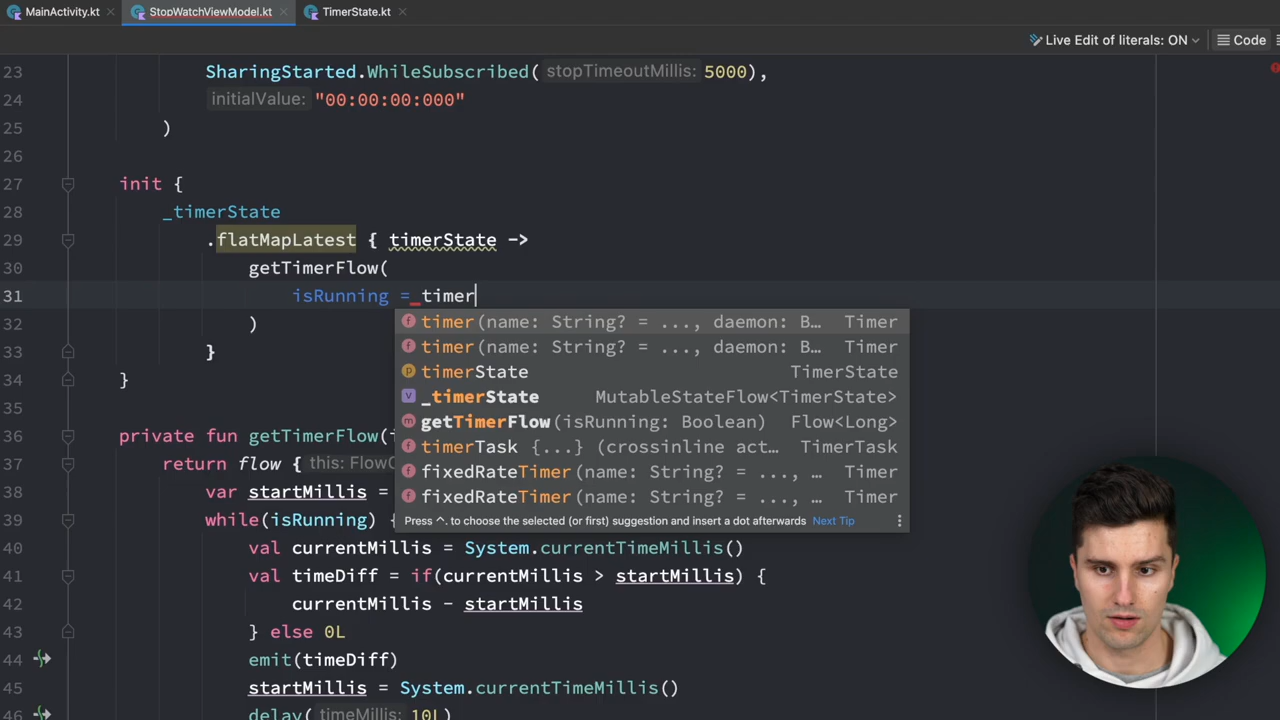 MainActivity.kt StopWatchViewModel.kt TimerState.kt
Live Edit of literals: ON Code
23 SharingStarted.WhileSubscribed( stopTimeoutMillis: 5000),
24 initialValue: "00:00:00:000"
25 )
26
27 init {
28 _timerState
29 .flatMapLatest { timerState ->
30 getTimerFlow(
31 isRunning = timer
32 )
33 }
34 }
35
36 private fun getTimerFlow(
37 return flow { this: FlowC
38 var startMillis =
39 while(isRunning) {
40 val currentMillis = System.currentTimeMillis()
41 val timeDiff = if(currentMillis > startMillis) {
42 currentMillis - startMillis
43 } else 0L
44 emit(timeDiff)
45 startMillis = System.currentTimeMillis()
46 delay( timeMillis: 10L)
timer(name: String? = ..., daemon: B... Timer
timer(name: String? = ..., daemon: B... Timer
timerState TimerState
_timerState MutableStateFlow<TimerState>
getTimerFlow(isRunning: Boolean) Flow<Long>
timerTask {...} (crossinline act... TimerTask
fixedRateTimer(name: String? = ..., ... Timer
fixedRateTimer(name: String? = ..., ... Timer
Press ^. to choose the selected (or first) suggestion and insert a dot afterwards Next Tip